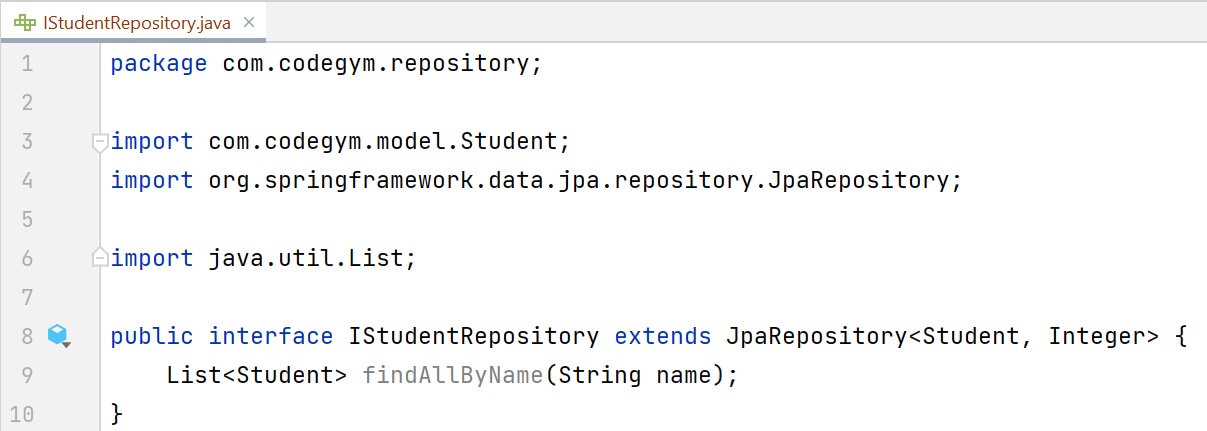 IStudentRepository.java
1 package com.codegym.repository;
2
3 import com.codegym.model.Student;
4 import org.springframework.data.jpa.repository.JpaRepository;
5
6 import java.util.List;
7
8 public interface IStudentRepository extends JpaRepository<Student, Integer> {
9     List<Student> findAllByName(String name);
10 }